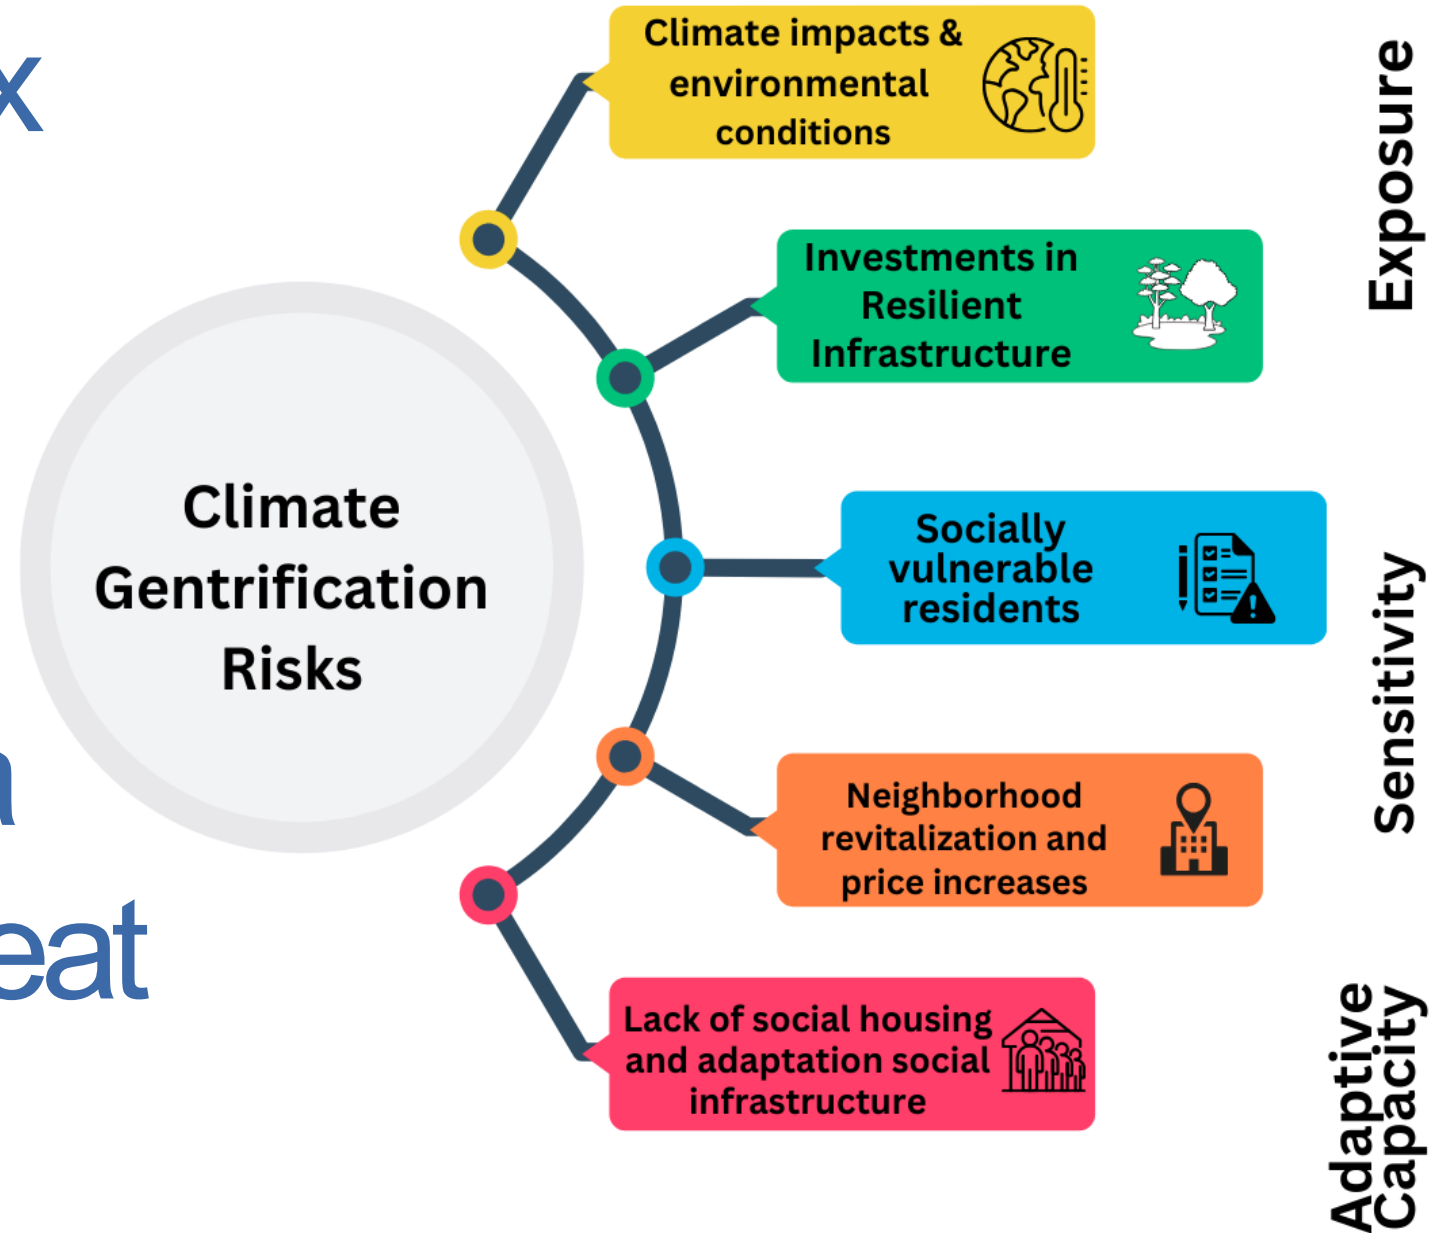 x
Climate impacts &
environmental
conditions
Exposure
Investments in
Resilient
Infrastructure
Climate
Gentrification
Risks
Socially
vulnerable
residents
Sensitivity
a
Neighborhood
revitalization and
price increases
eat
Lack of social housing
and adaptation social
infrastructure
Adaptive
Capacity